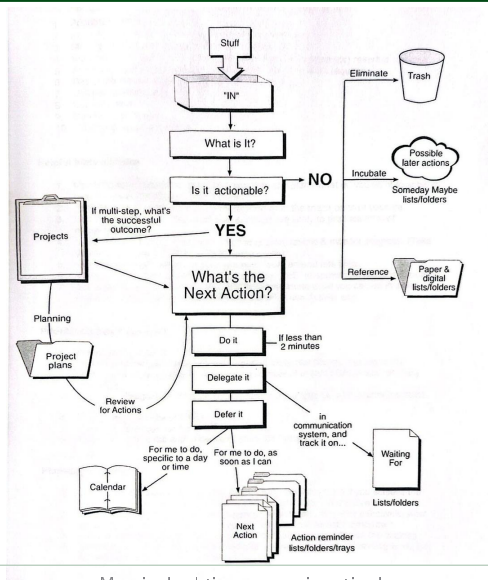 Stuff
"IN"
What is It?
Is it actionable?
NO
Eliminate
Trash
Incubate
Possible
later actions
Someday Maybe
lists/folders
Reference
Paper &
digital
lists/folders
YES
If multi-step, what's
the successful
outcome?
Projects
What's the
Next Action?
Planning
Project
plans
Review
for Actions
Do it
If less than
2 minutes
Delegate it
in
communication
system, and
track it on...
Waiting
For
Lists/folders
Defer it
For me to do,
specific to a day
or time
Calendar
For me to do, as
soon as I can
Next
Action
Action reminder
lists/folders/trays